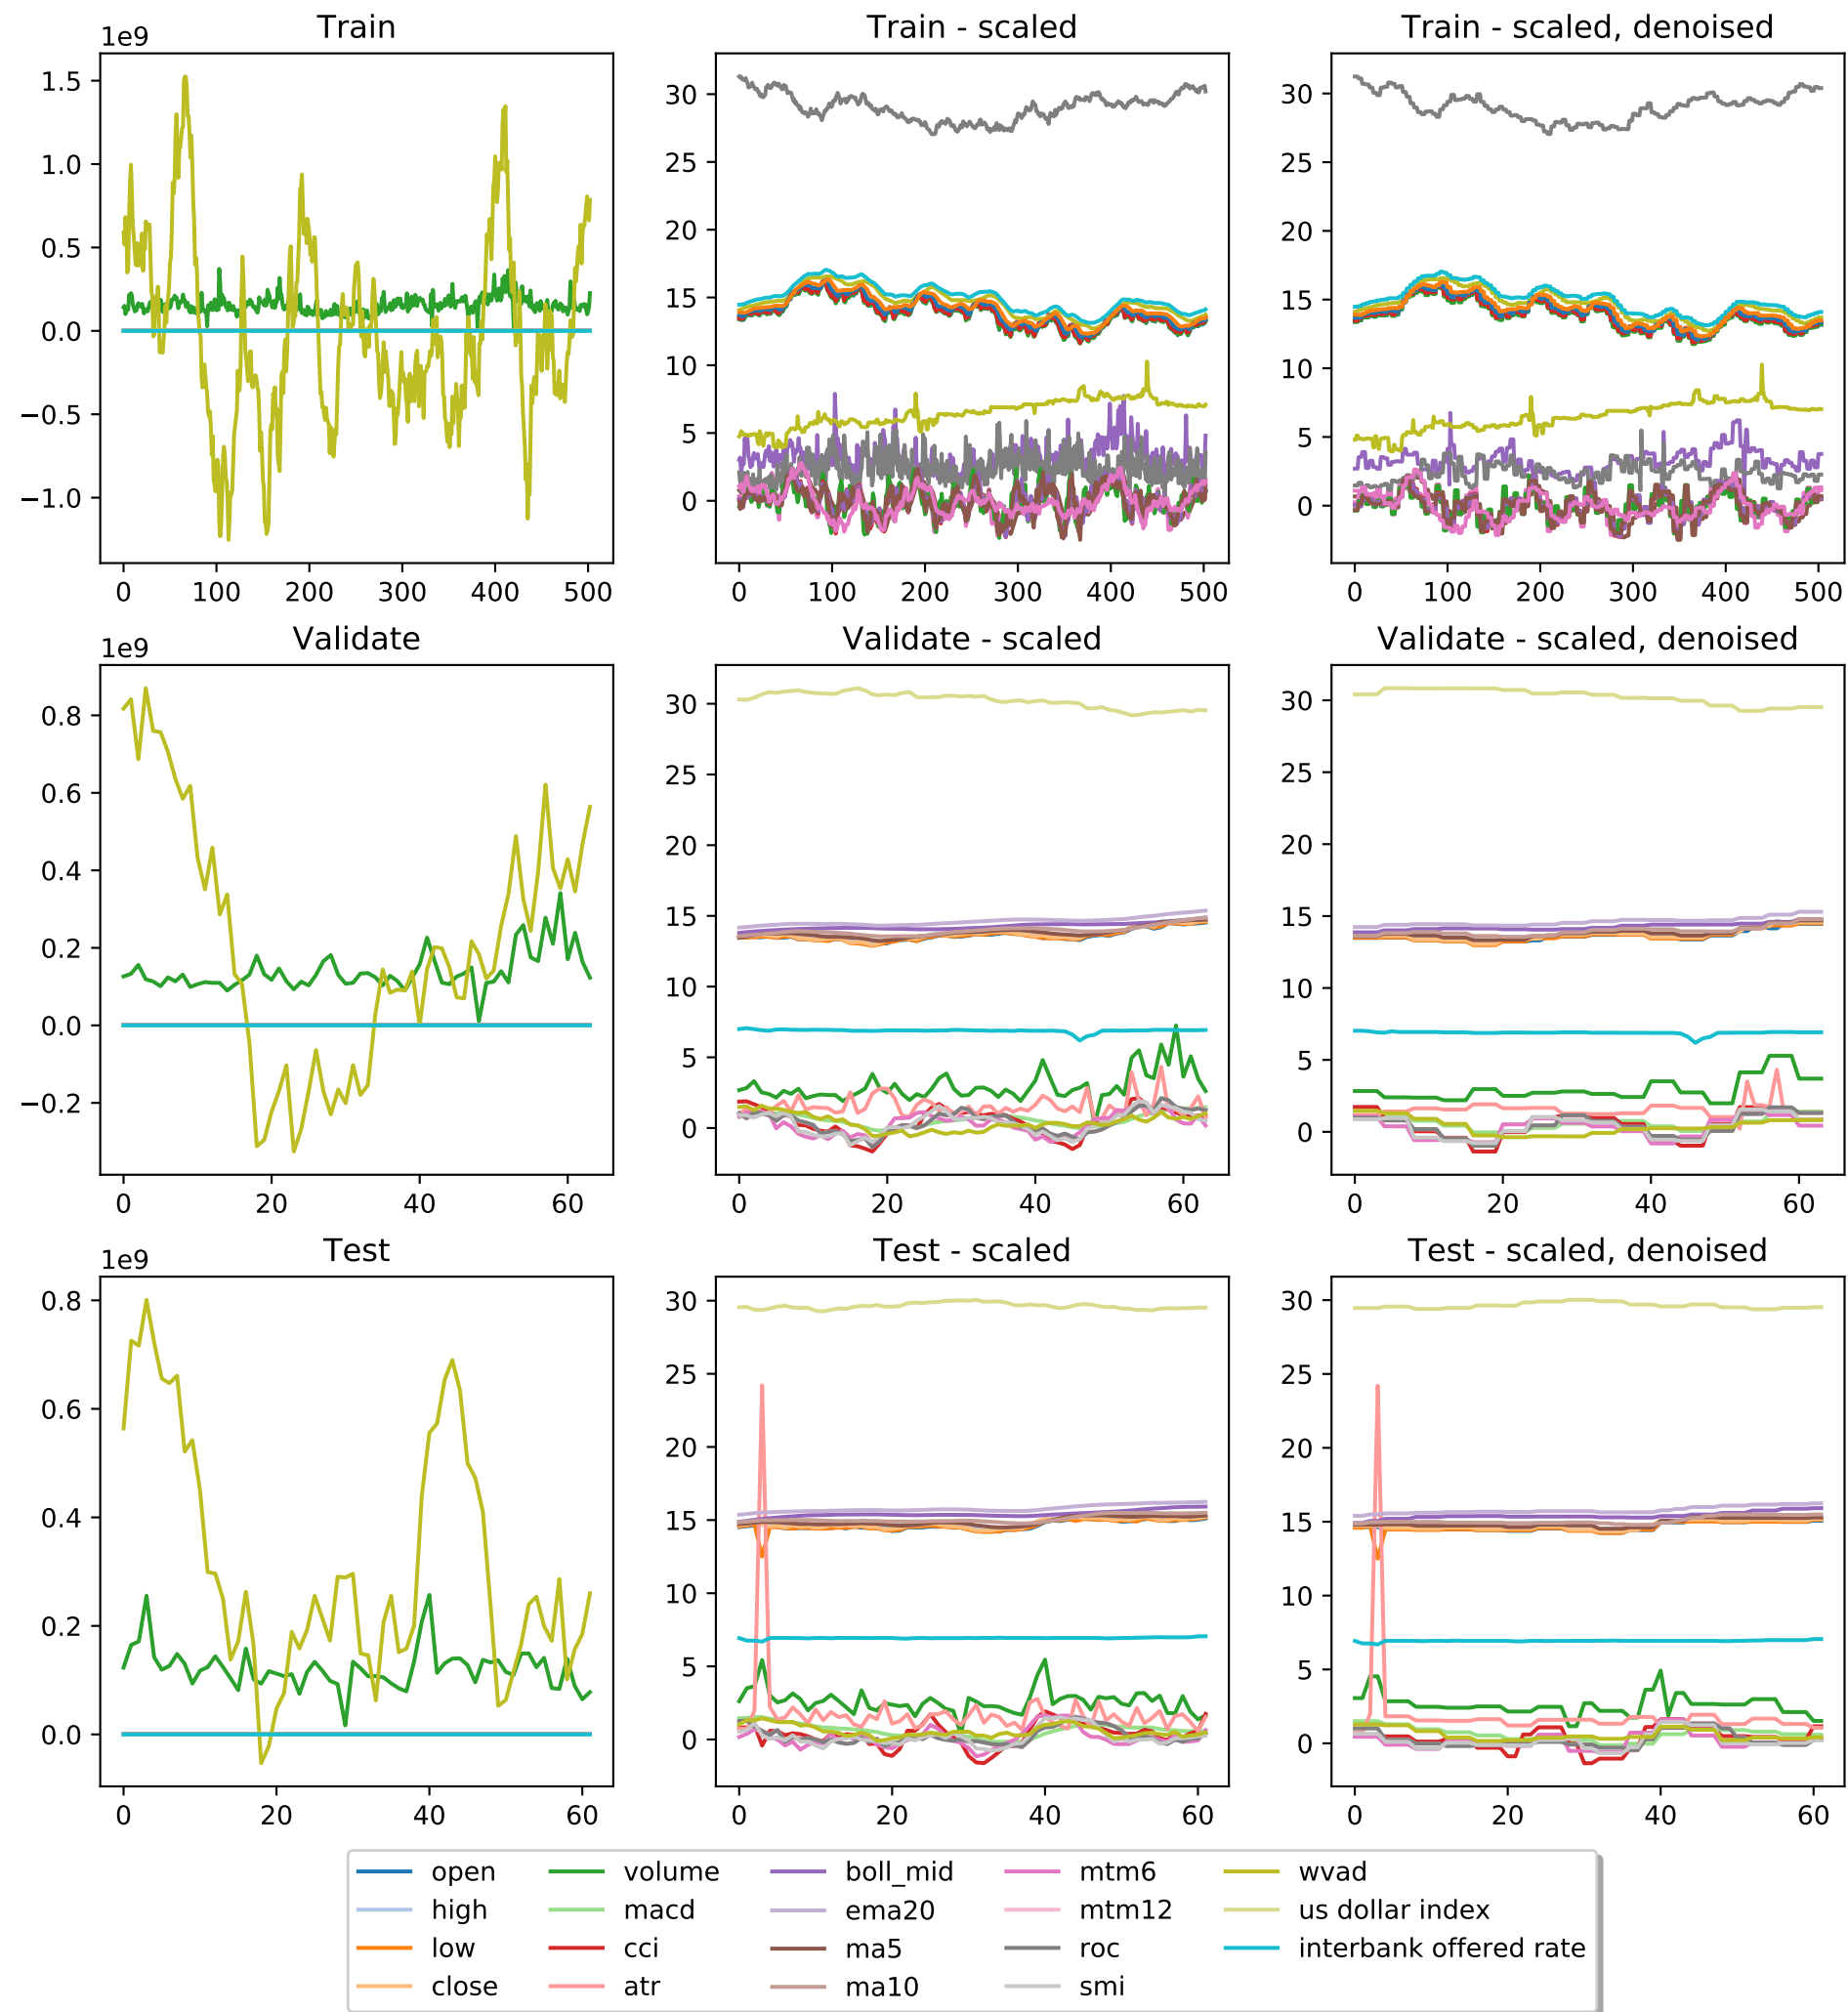 Train
1e9
1.5
1.0
0.5
0.0
−0.5
−1.0
0 100 200 300 400 500
Train - scaled
30
25
20
15
10
5
0
0 100 200 300 400 500
Train - scaled, denoised
30
25
20
15
10
5
0
0 100 200 300 400 500
Validate
1e9
0.8
0.6
0.4
0.2
0.0
−0.2
0 20 40 60
Validate - scaled
30
25
20
15
10
5
0
0 20 40 60
Validate - scaled, denoised
30
25
20
15
10
5
0
0 20 40 60
Test
1e9
0.8
0.6
0.4
0.2
0.0
0 20 40 60
Test - scaled
30
25
20
15
10
5
0
0 20 40 60
Test - scaled, denoised
30
25
20
15
10
5
0
0 20 40 60
open
high
low
close
volume
macd
cci
atr
boll_mid
ema20
ma5
ma10
mtm6
mtm12
roc
smi
wvad
us dollar index
interbank offered rate